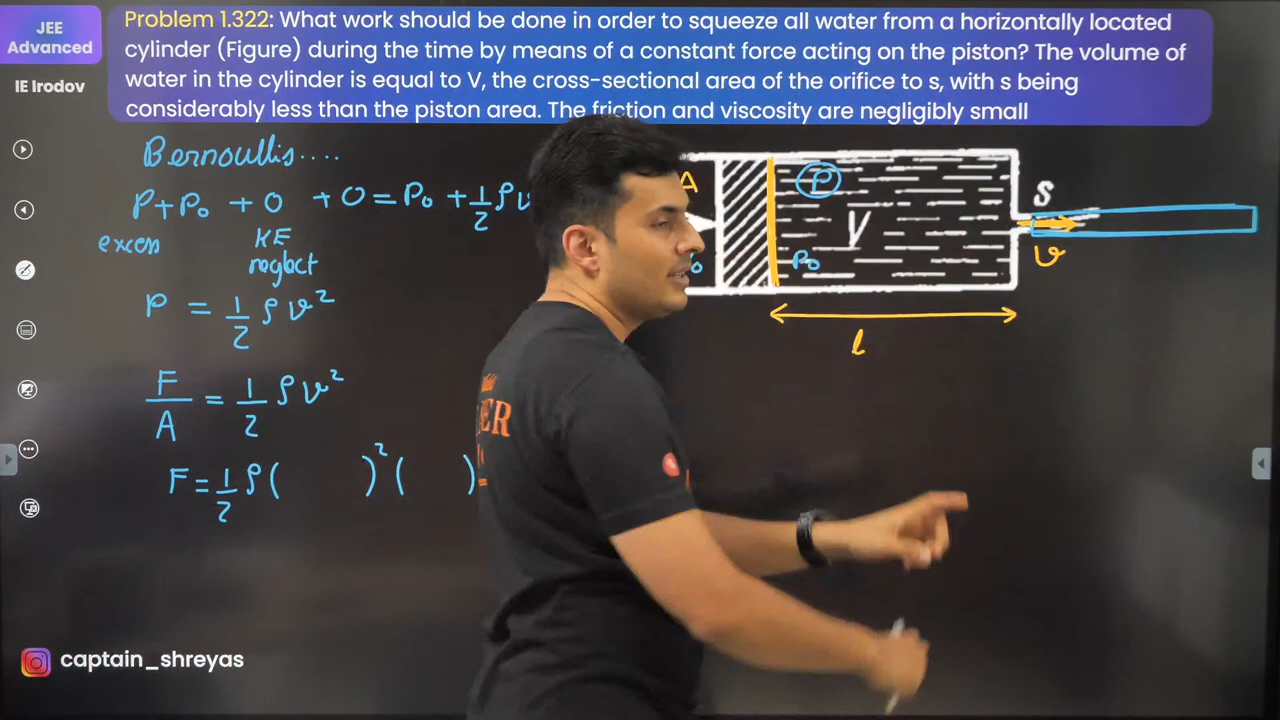 JEE
Advanced
IE Irodov
Problem 1.322: What work should be done in order to squeeze all water from a horizontally located
cylinder (Figure) during the time by means of a constant force acting on the piston? The volume of
water in the cylinder is equal to V, the cross-sectional area of the orifice to s, with s being
considerably less than the piston area. The friction and viscosity are negligibly small
Bernoullis....
P+P₀ + 0 + 0 = P₀ + 1/2 ρv
excess
KE
neglect
P = 1/2 ρv²
F/A = 1/2 ρv²
F = 1/2 ρ( )² ( )
A
P
P₀
V
S
v
l
captain_shreyas